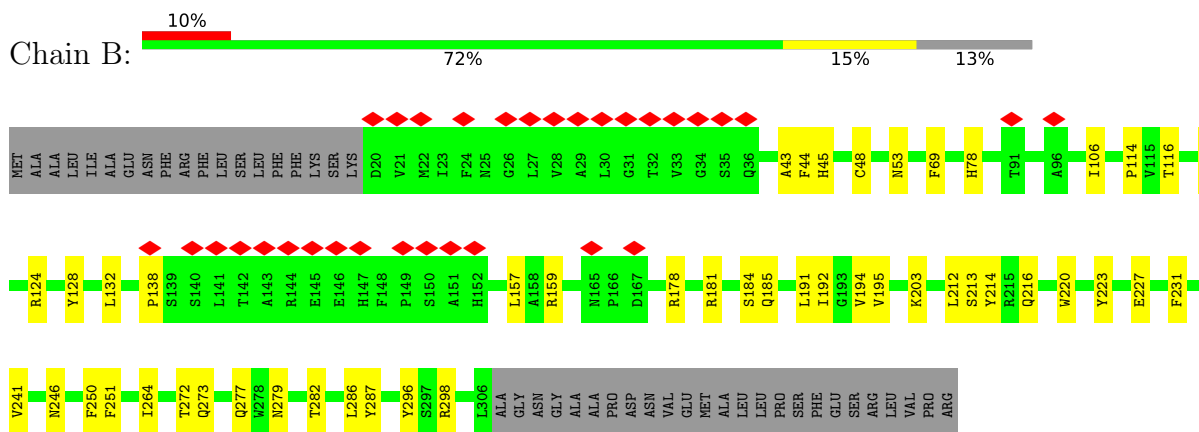 10%
Chain B:
72% 15% 13%
MET ALA ALA LEU ILE ALA GLU ASN PHE ARG PHE LEU SER LEU PHE PHE LYS SER LYS D20 V21 M22 I23 F24 N25 G26 L27 V28 A29 L30 G31 T32 V33 G34 S35 Q36 A43 F44 H45 C48 N53 F69 H78 T91 A96 I106 P114 V115 T116
R124 Y128 L132 P138 S139 S140 L141 T142 A143 R144 E145 E146 H147 F148 P149 S150 A151 H152 L157 A158 R159 N165 P166 D167 R178 R181 S184 Q185 L191 I192 G193 V194 V195 K203 L212 S213 Y214 R215 Q216 W220 Y223 E227 F231
V241 N246 F250 F251 I264 T272 Q273 Q277 W278 N279 T282 L286 Y287 Y296 S297 R298 L306 ALA GLY ASN GLY ALA ALA PRO ASP ASN VAL GLU MET ALA LEU LEU PRO SER PHE GLU SER ARG LEU VAL PRO ARG